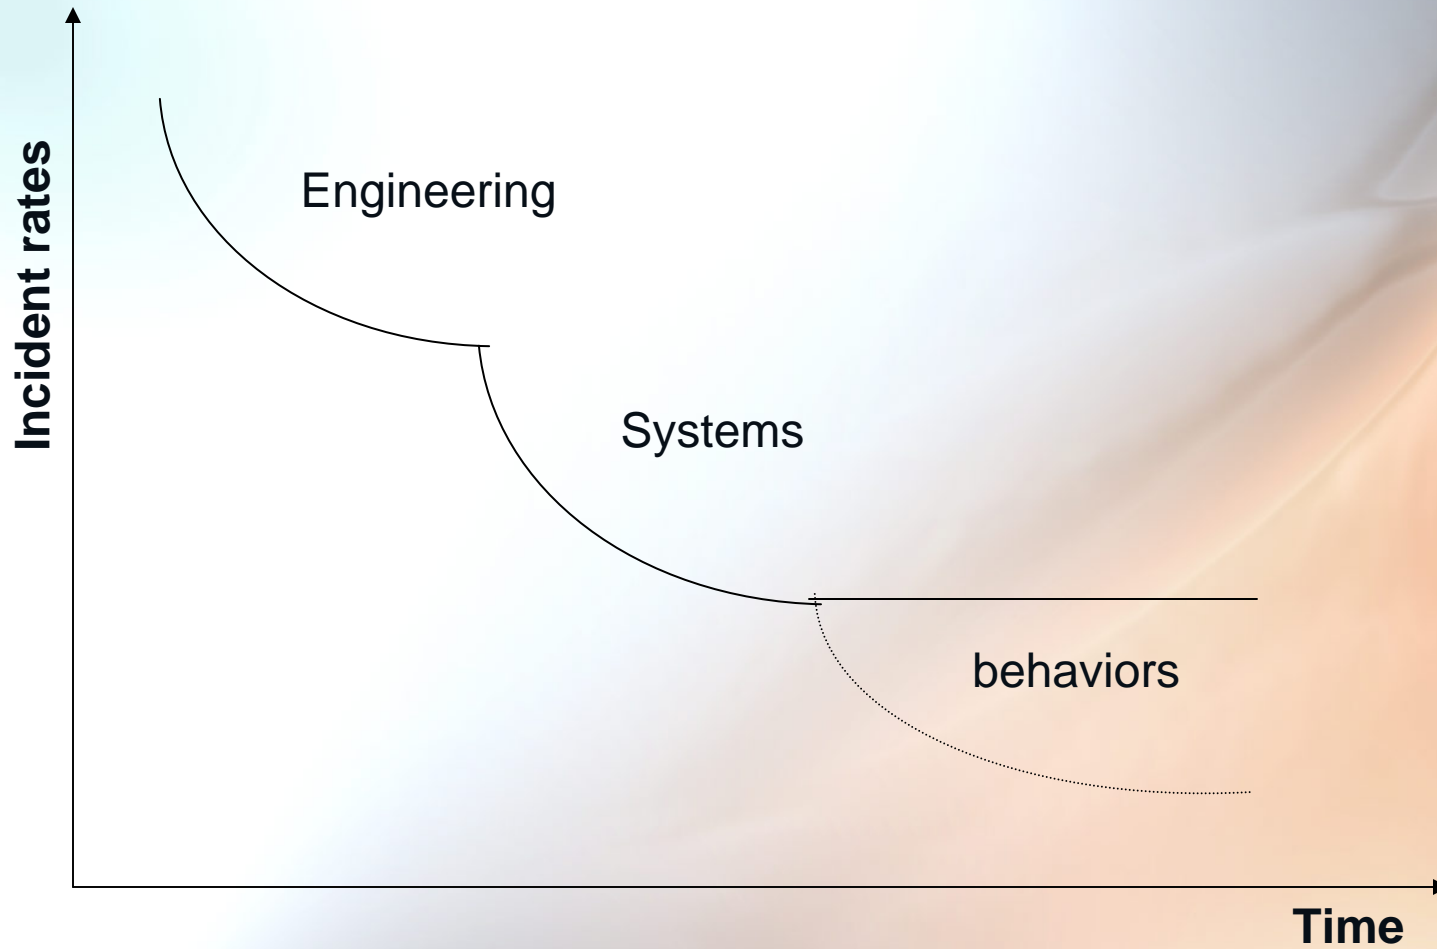 Incident rates
Engineering
Systems
behaviors
Time